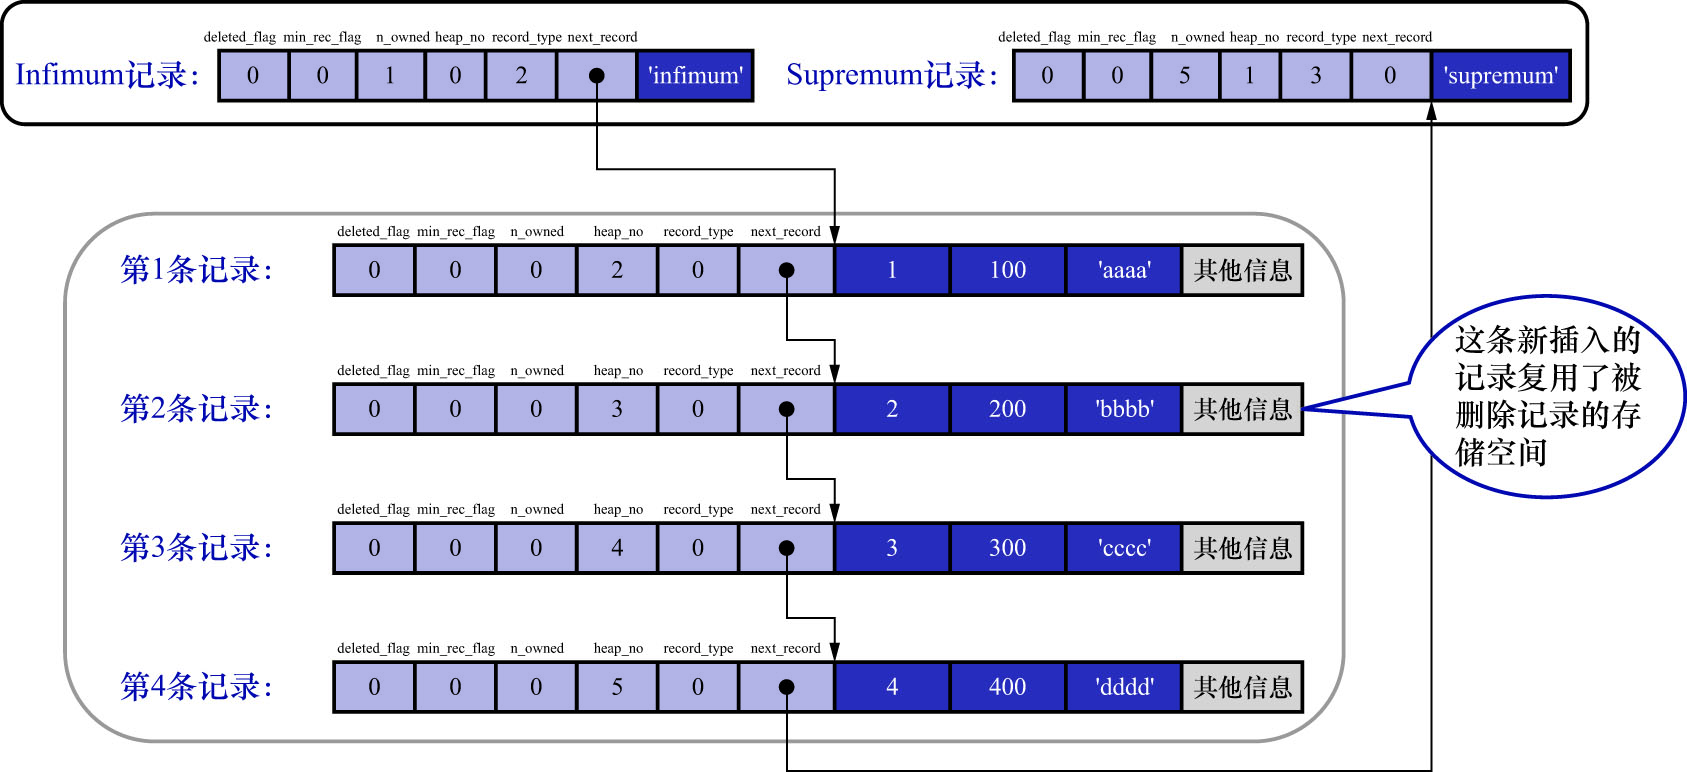 deleted_flag min_rec_flag n_owned heap_no record_type next_record
Infimum记录： 0 0 1 0 2 'infimum'
deleted_flag min_rec_flag n_owned heap_no record_type next_record
Supremum记录： 0 0 5 1 3 0 'supremum'
deleted_flag min_rec_flag n_owned heap_no record_type next_record
第1条记录： 0 0 0 2 0 1 100 'aaaa' 其他信息
deleted_flag min_rec_flag n_owned heap_no record_type next_record
第2条记录： 0 0 0 3 0 2 200 'bbbb' 其他信息
这条新插入的
记录复用了被
删除记录的存
储空间
deleted_flag min_rec_flag n_owned heap_no record_type next_record
第3条记录： 0 0 0 4 0 3 300 'cccc' 其他信息
deleted_flag min_rec_flag n_owned heap_no record_type next_record
第4条记录： 0 0 0 5 0 4 400 'dddd' 其他信息